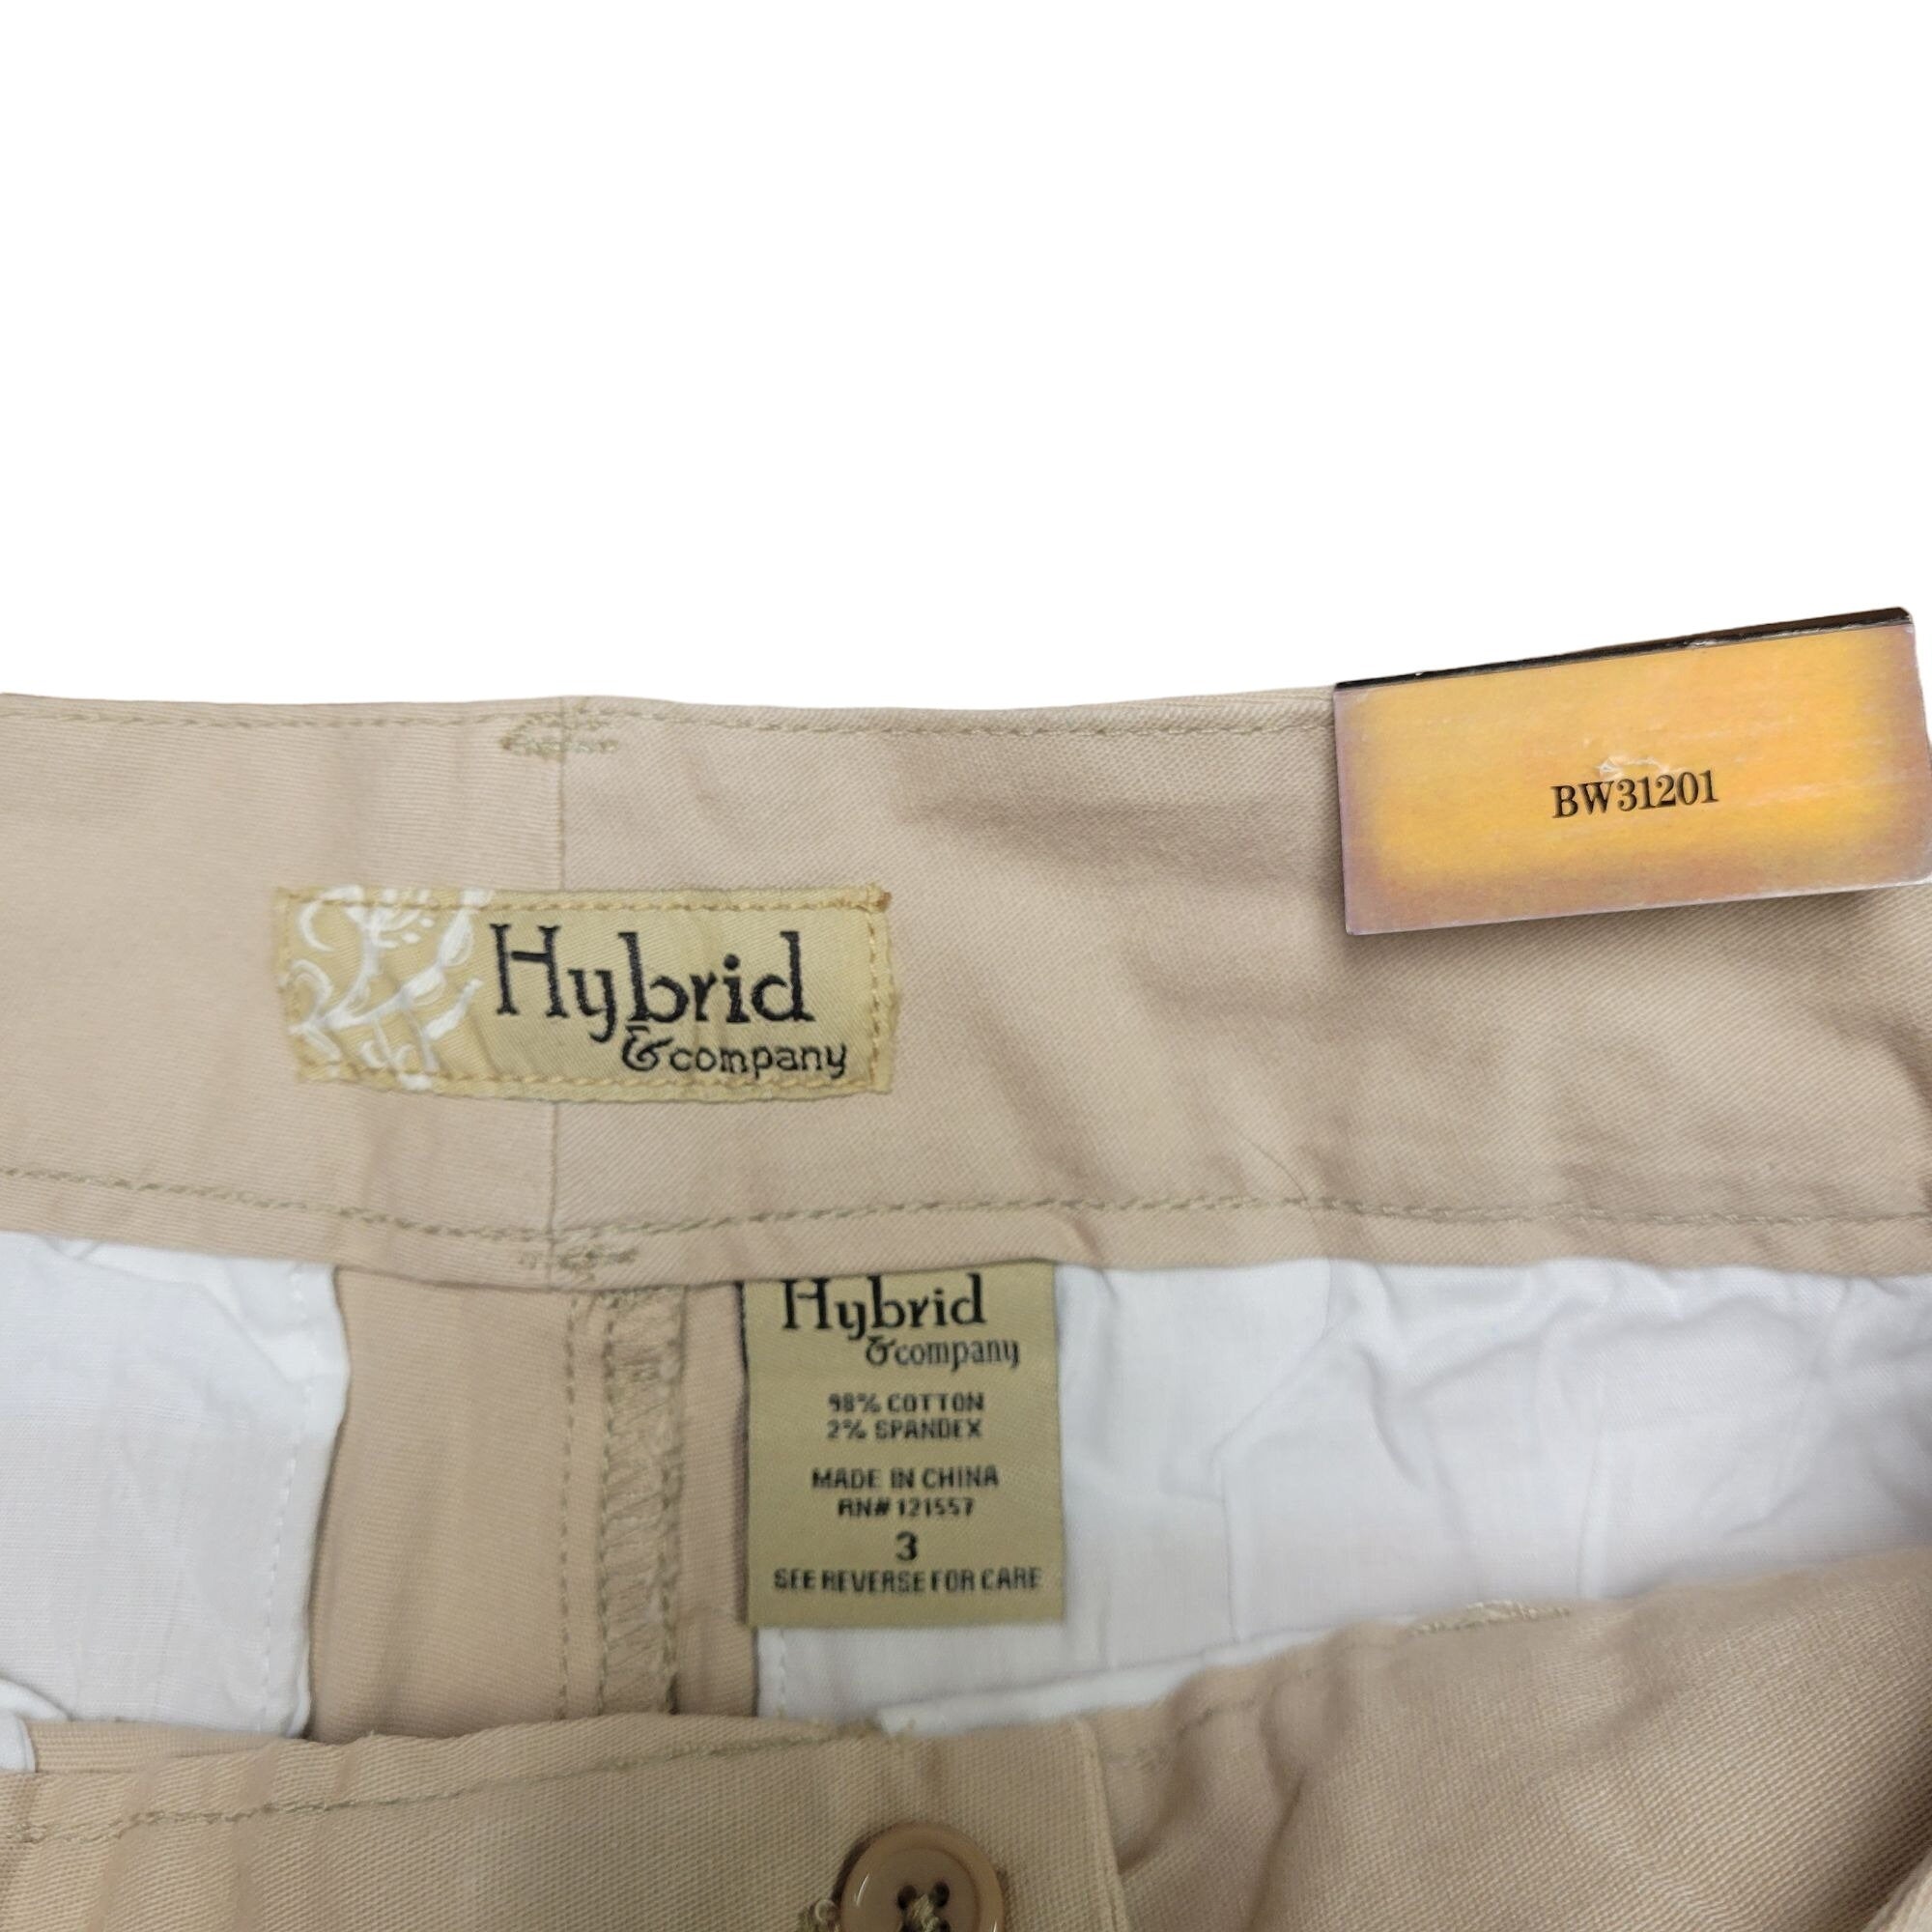 BW31201
Hybrid
& company
Hybrid
& company
98% COTTON
2% SPANDEX
MADE IN CHINA
RN# 121557
3
SEE REVERSE FOR CARE